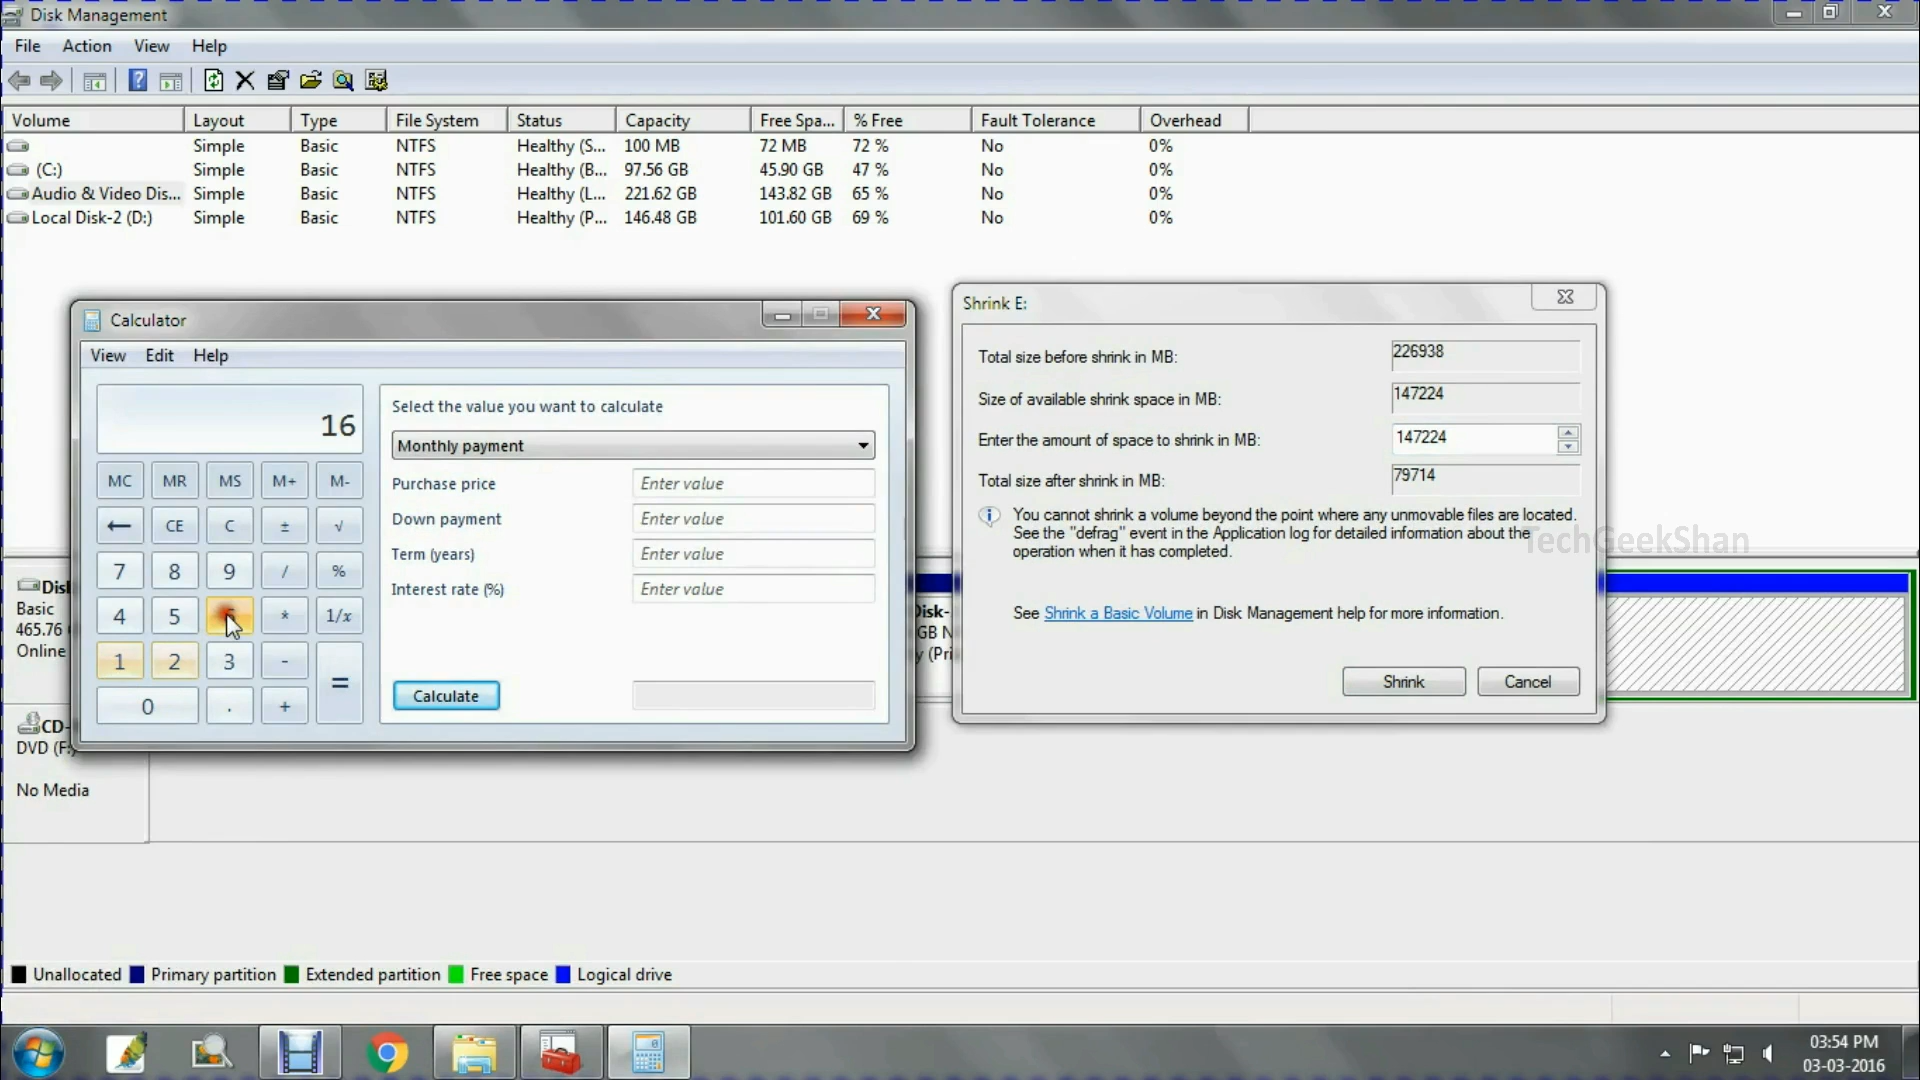 Disk Management
File Action View Help
Volume Layout Type File System Status Capacity Free Spa... % Free Fault Tolerance Overhead
Simple Basic NTFS Healthy (S... 100 MB 72 MB 72 % No 0%
(C:) Simple Basic NTFS Healthy (B... 97.56 GB 45.90 GB 47 % No 0%
Audio & Video Dis... Simple Basic NTFS Healthy (L... 221.62 GB 143.82 GB 65 % No 0%
Local Disk-2 (D:) Simple Basic NTFS Healthy (P... 146.48 GB 101.60 GB 69 % No 0%
Calculator
View Edit Help
16
MC MR MS M+ M-
← CE C ± √
7 8 9 / %
4 5 * 1/x
1 2 3 - =
0 . +
Select the value you want to calculate
Monthly payment
Purchase price Enter value
Down payment Enter value
Term (years) Enter value
Interest rate (%) Enter value
Calculate
Shrink E:
Total size before shrink in MB: 226938
Size of available shrink space in MB: 147224
Enter the amount of space to shrink in MB: 147224
Total size after shrink in MB: 79714
You cannot shrink a volume beyond the point where any unmovable files are located.
See the "defrag" event in the Application log for detailed information about the
operation when it has completed.
TechGeekShan
See Shrink a Basic Volume in Disk Management help for more information.
Shrink Cancel
Disk
Basic
465.76
Online
Disk-
GB N
y (Pri
CD-
DVD (F:)
No Media
Unallocated Primary partition Extended partition Free space Logical drive
03:54 PM
03-03-2016